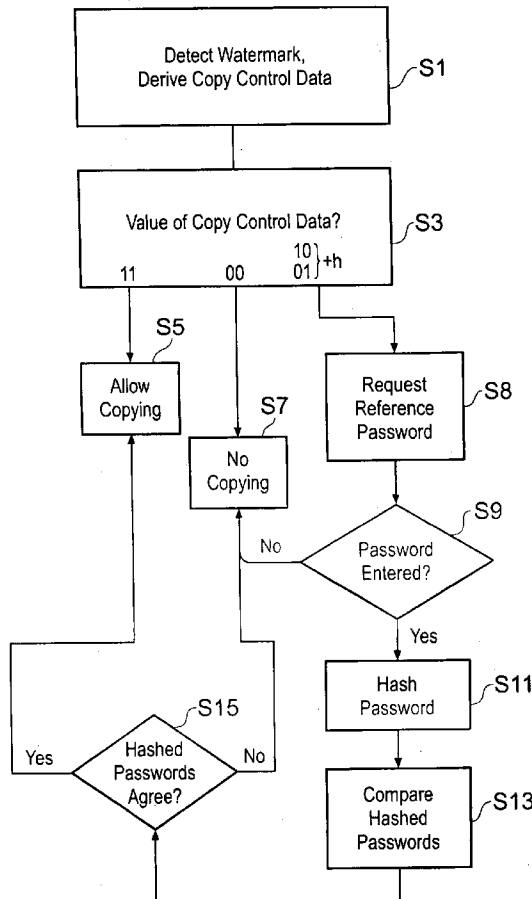 Detect Watermark,
Derive Copy Control Data
S1
Value of Copy Control Data?
S3
11
00
10
01
}+h
S5
Allow
Copying
S7
No
Copying
Request
Reference
Password
S8
S9
Password
Entered?
No
Yes
Hash
Password
S11
S15
Hashed
Passwords
Agree?
Yes
No
Compare
Hashed
Passwords
S13